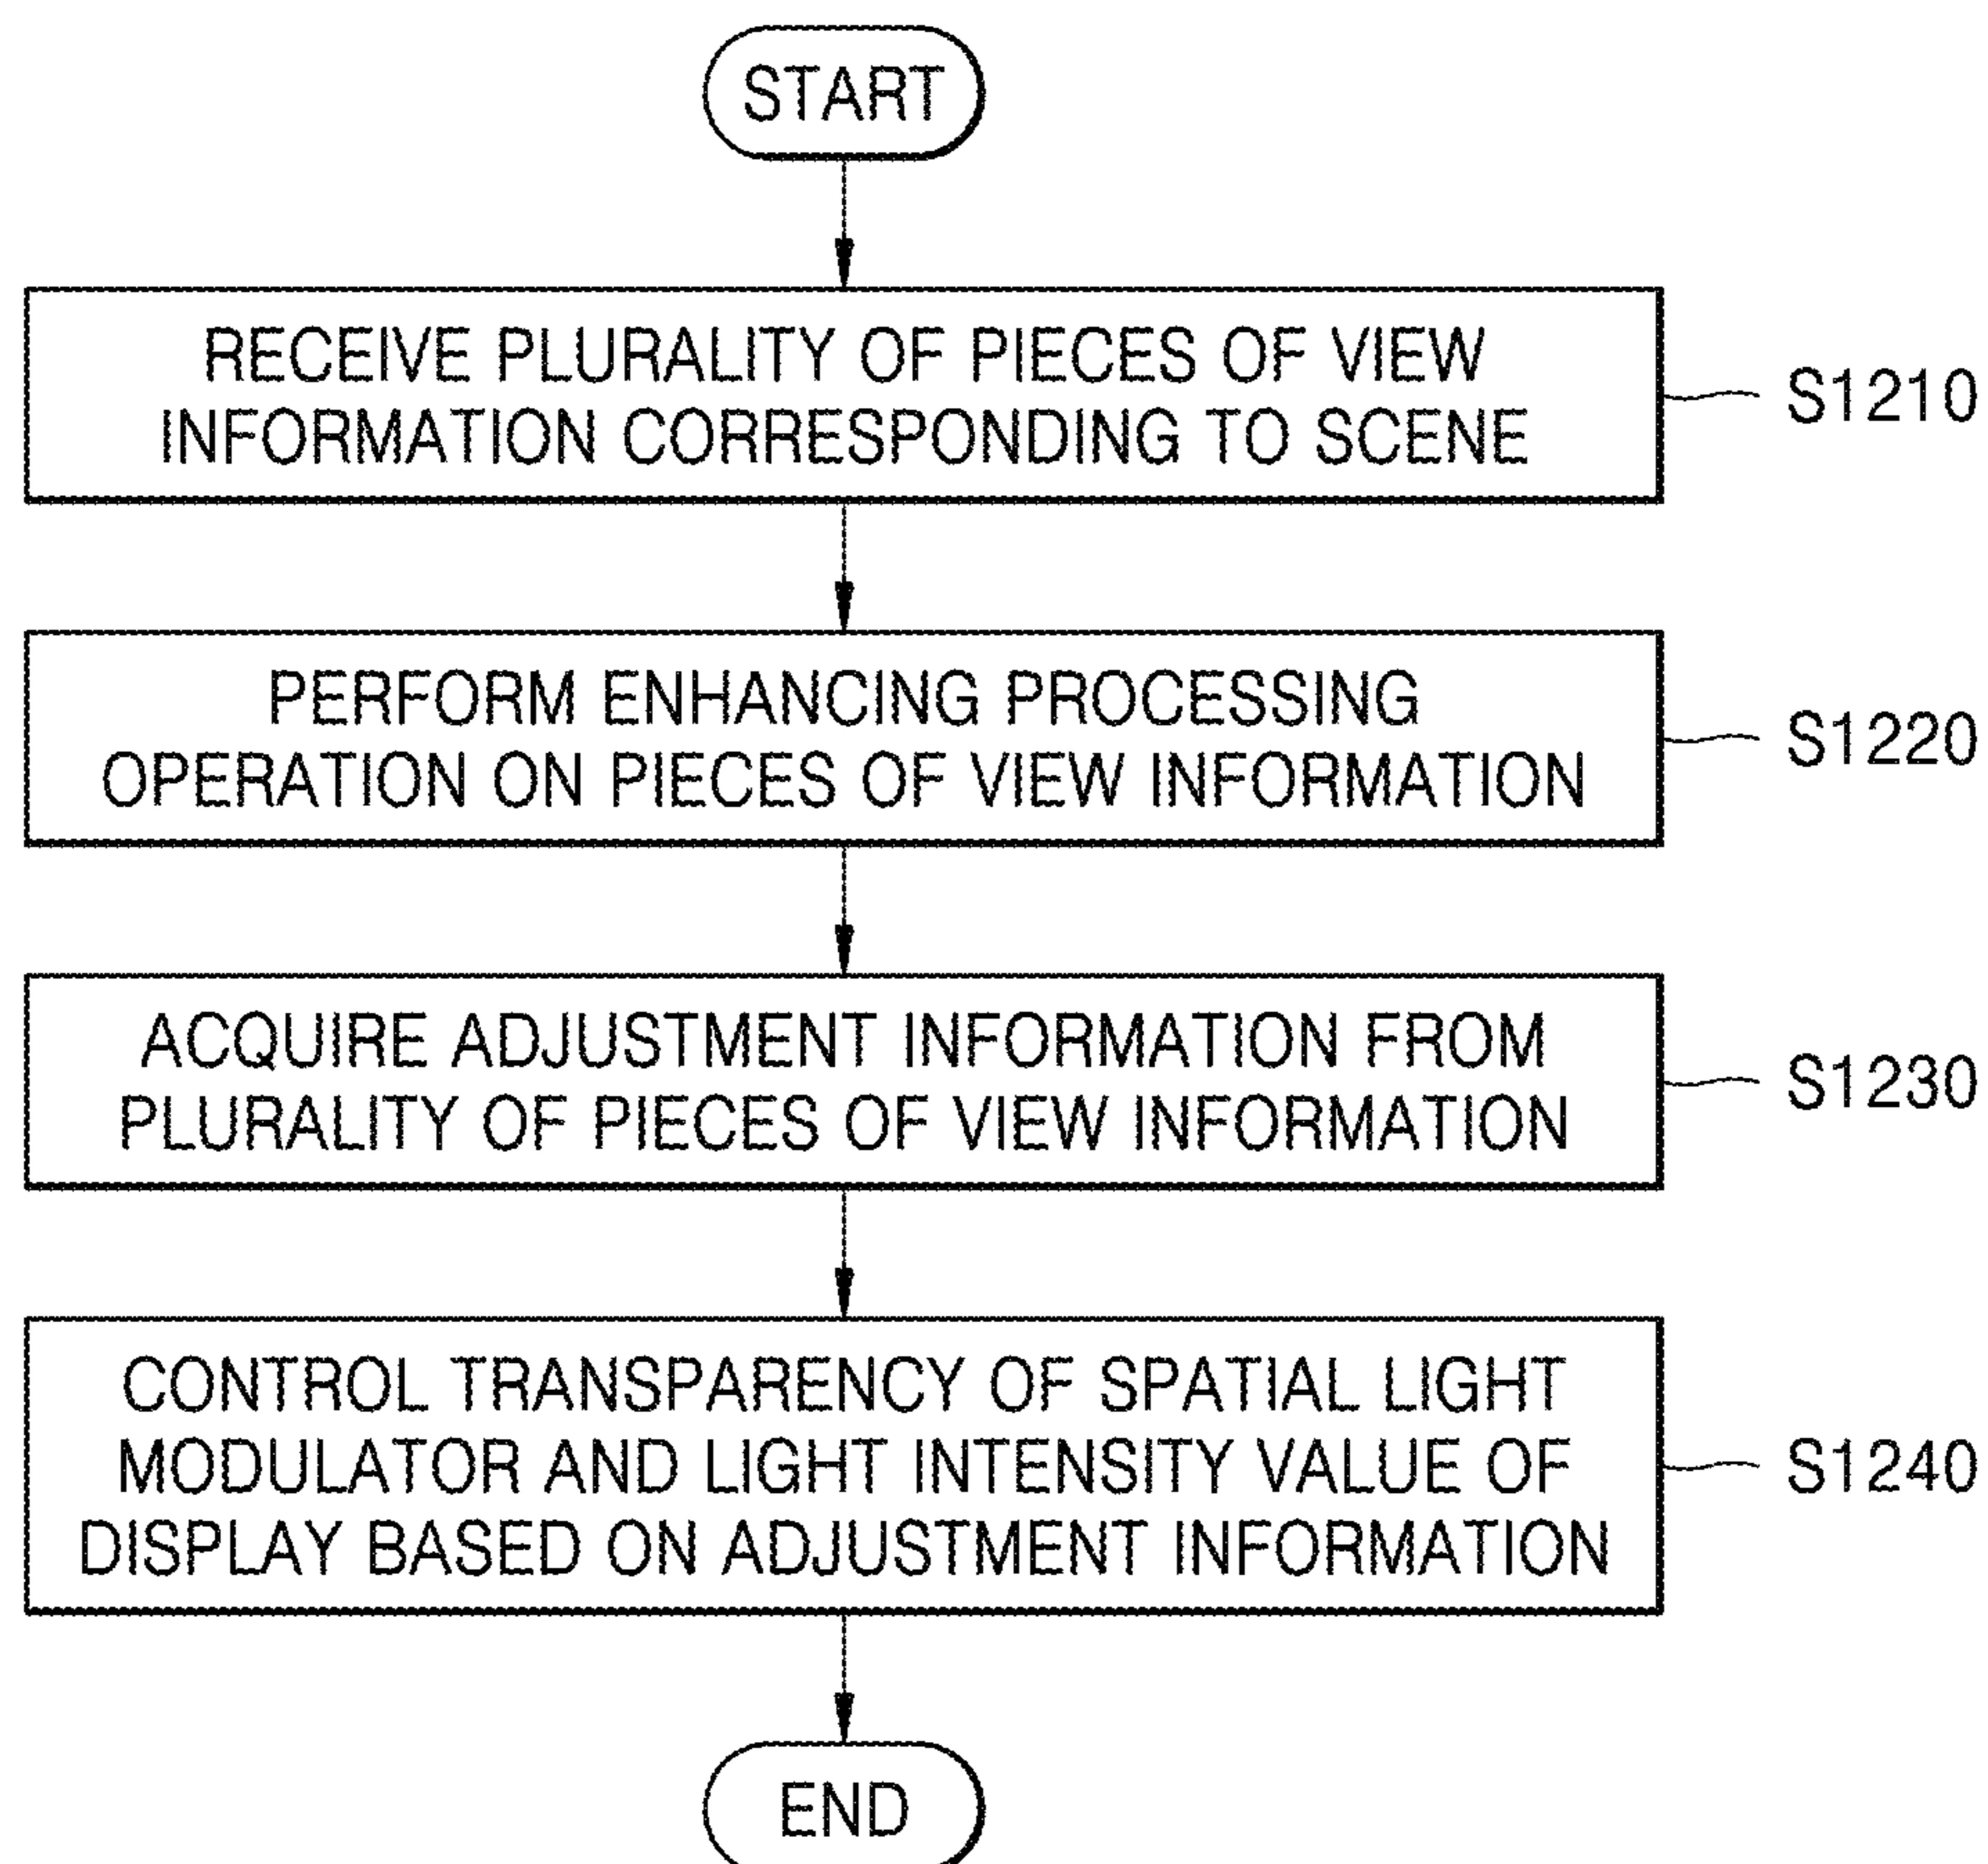 START
RECEIVE PLURALITY OF PIECES OF VIEW
INFORMATION CORRESPONDING TO SCENE
S1210
PERFORM ENHANCING PROCESSING
OPERATION ON PIECES OF VIEW INFORMATION
S1220
ACQUIRE ADJUSTMENT INFORMATION FROM
PLURALITY OF PIECES OF VIEW INFORMATION
S1230
CONTROL TRANSPARENCY OF SPATIAL LIGHT
MODULATOR AND LIGHT INTENSITY VALUE OF
DISPLAY BASED ON ADJUSTMENT INFORMATION
S1240
END